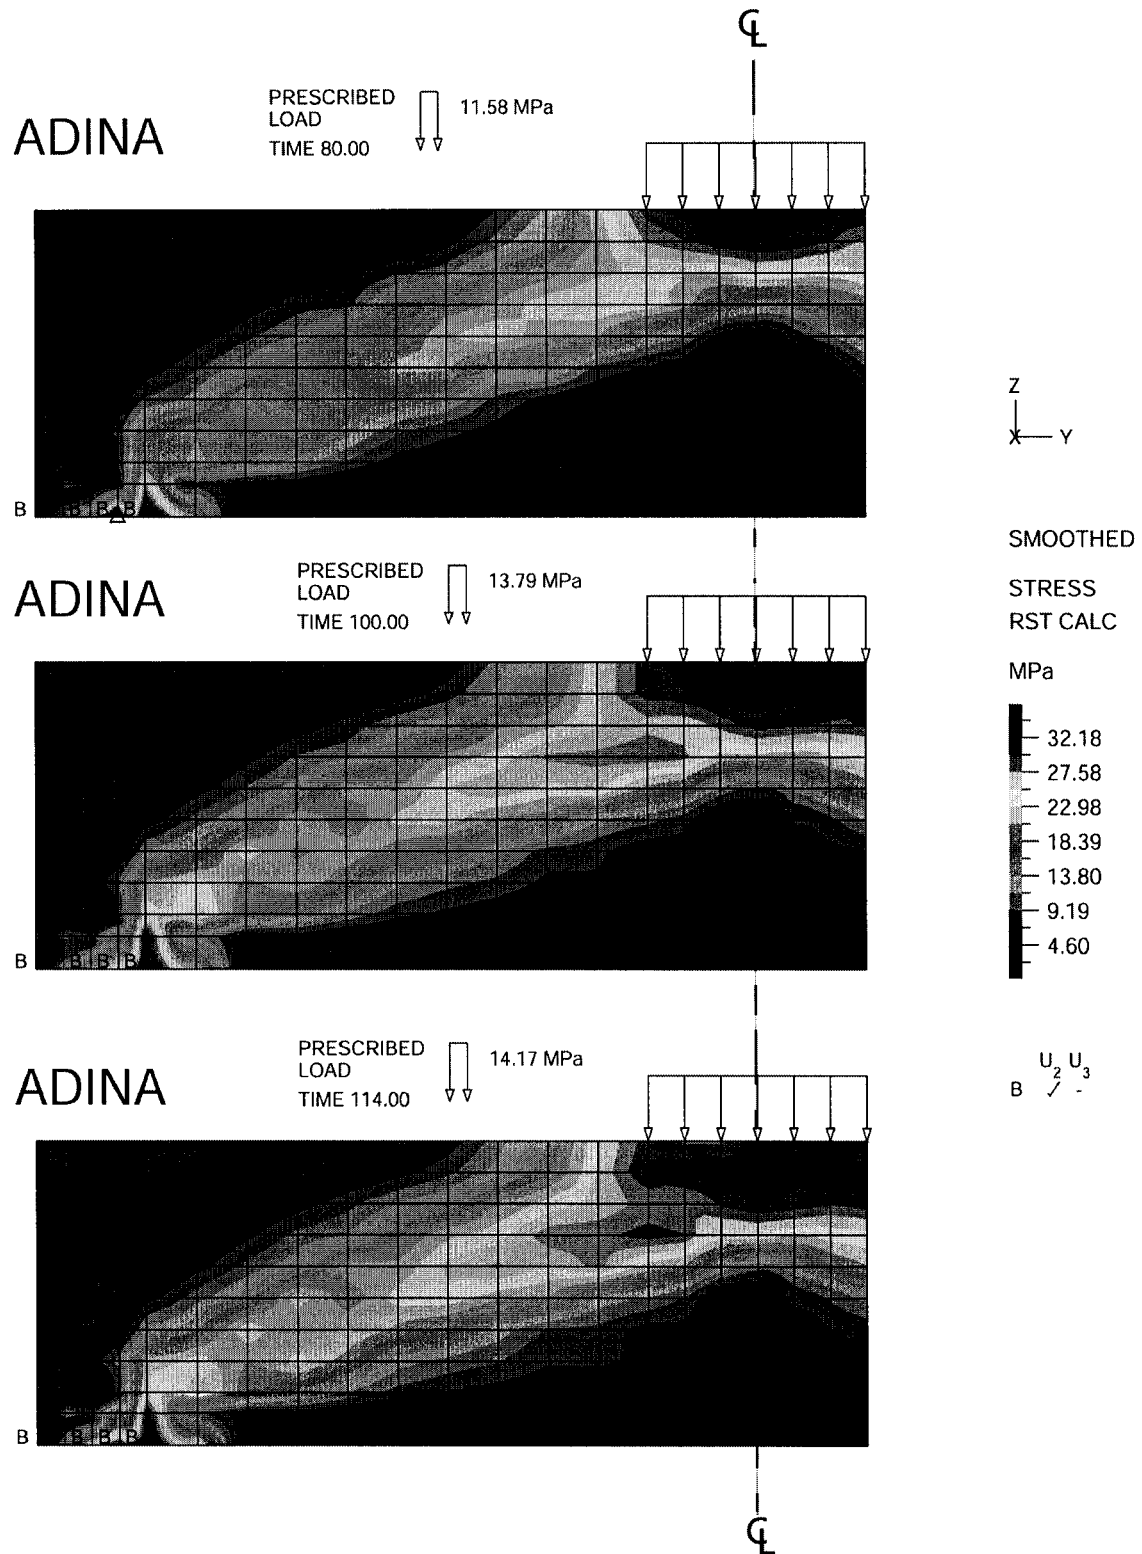 ℄
PRESCRIBED
LOAD
11.58 MPa
TIME 80.00
ADINA
B B B B
Z
X Y
SMOOTHED
STRESS
RST CALC
MPa
32.18
27.58
22.98
18.39
13.80
9.19
4.60
PRESCRIBED
LOAD
13.79 MPa
TIME 100.00
ADINA
B B B B
U2 U3
B ✓ -
PRESCRIBED
LOAD
14.17 MPa
TIME 114.00
ADINA
B B B B
℄